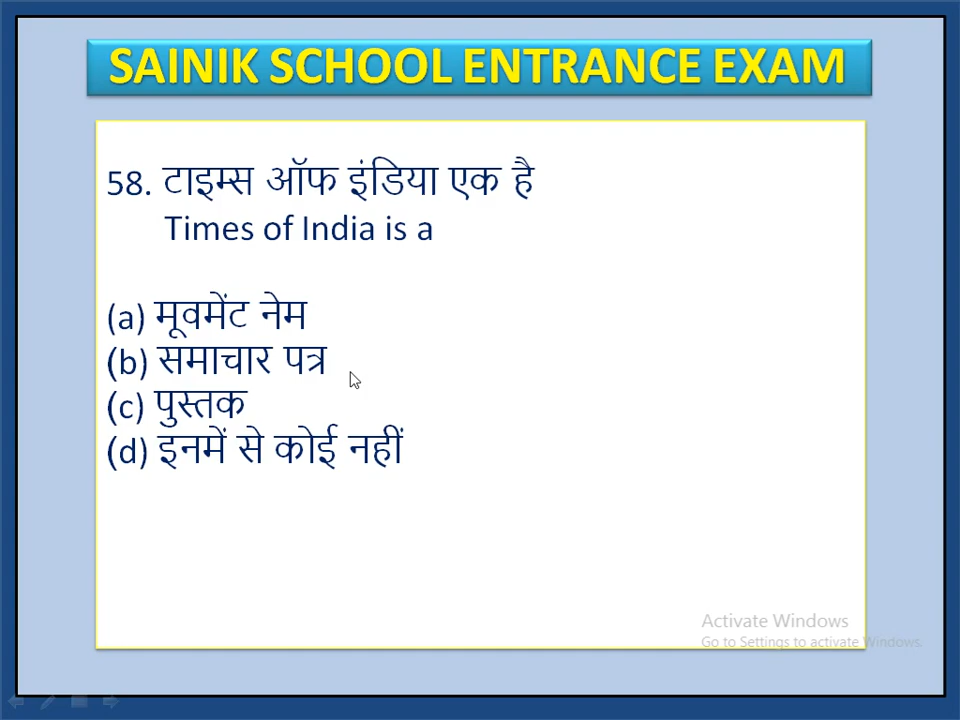 SAINIK SCHOOL ENTRANCE EXAM
58. टाइम्स ऑफ इंडिया एक है
Times of India is a
(a) मूवमेंट नेम
(b) समाचार पत्र
(c) पुस्तक
(d) इनमें से कोई नहीं
Activate Windows
Go to Settings to activate Windows.